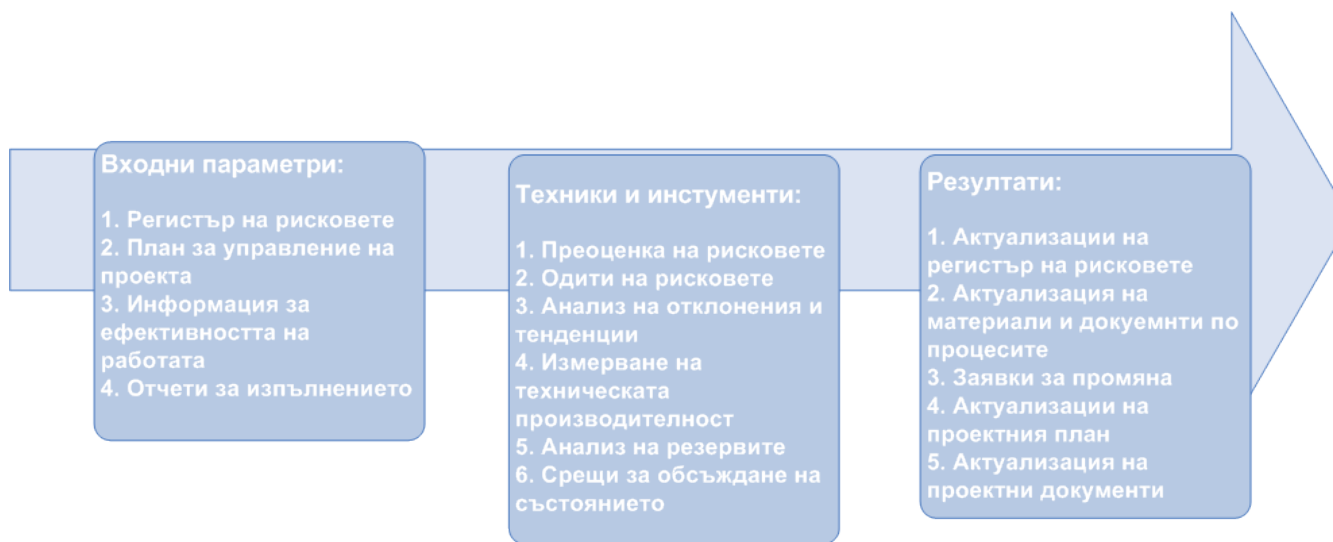 Входни параметри:
1. Регистър на рисковете
2. План за управление на
проекта
3. Информация за
ефективността на
работата
4. Отчети за изпълнението
Техники и инстументи:
1. Преоценка на рисковете
2. Одити на рисковете
3. Анализ на отклонения и
тенденции
4. Измерване на
техническата
производителност
5. Анализ на резервите
6. Срещи за обсъждане на
състоянието
Резултати:
1. Актуализации на
регистър на рисковете
2. Актуализация на
материали и докуемнти по
процесите
3. Заявки за промяна
4. Актуализации на
проектния план
5. Актуализация на
проектни документи